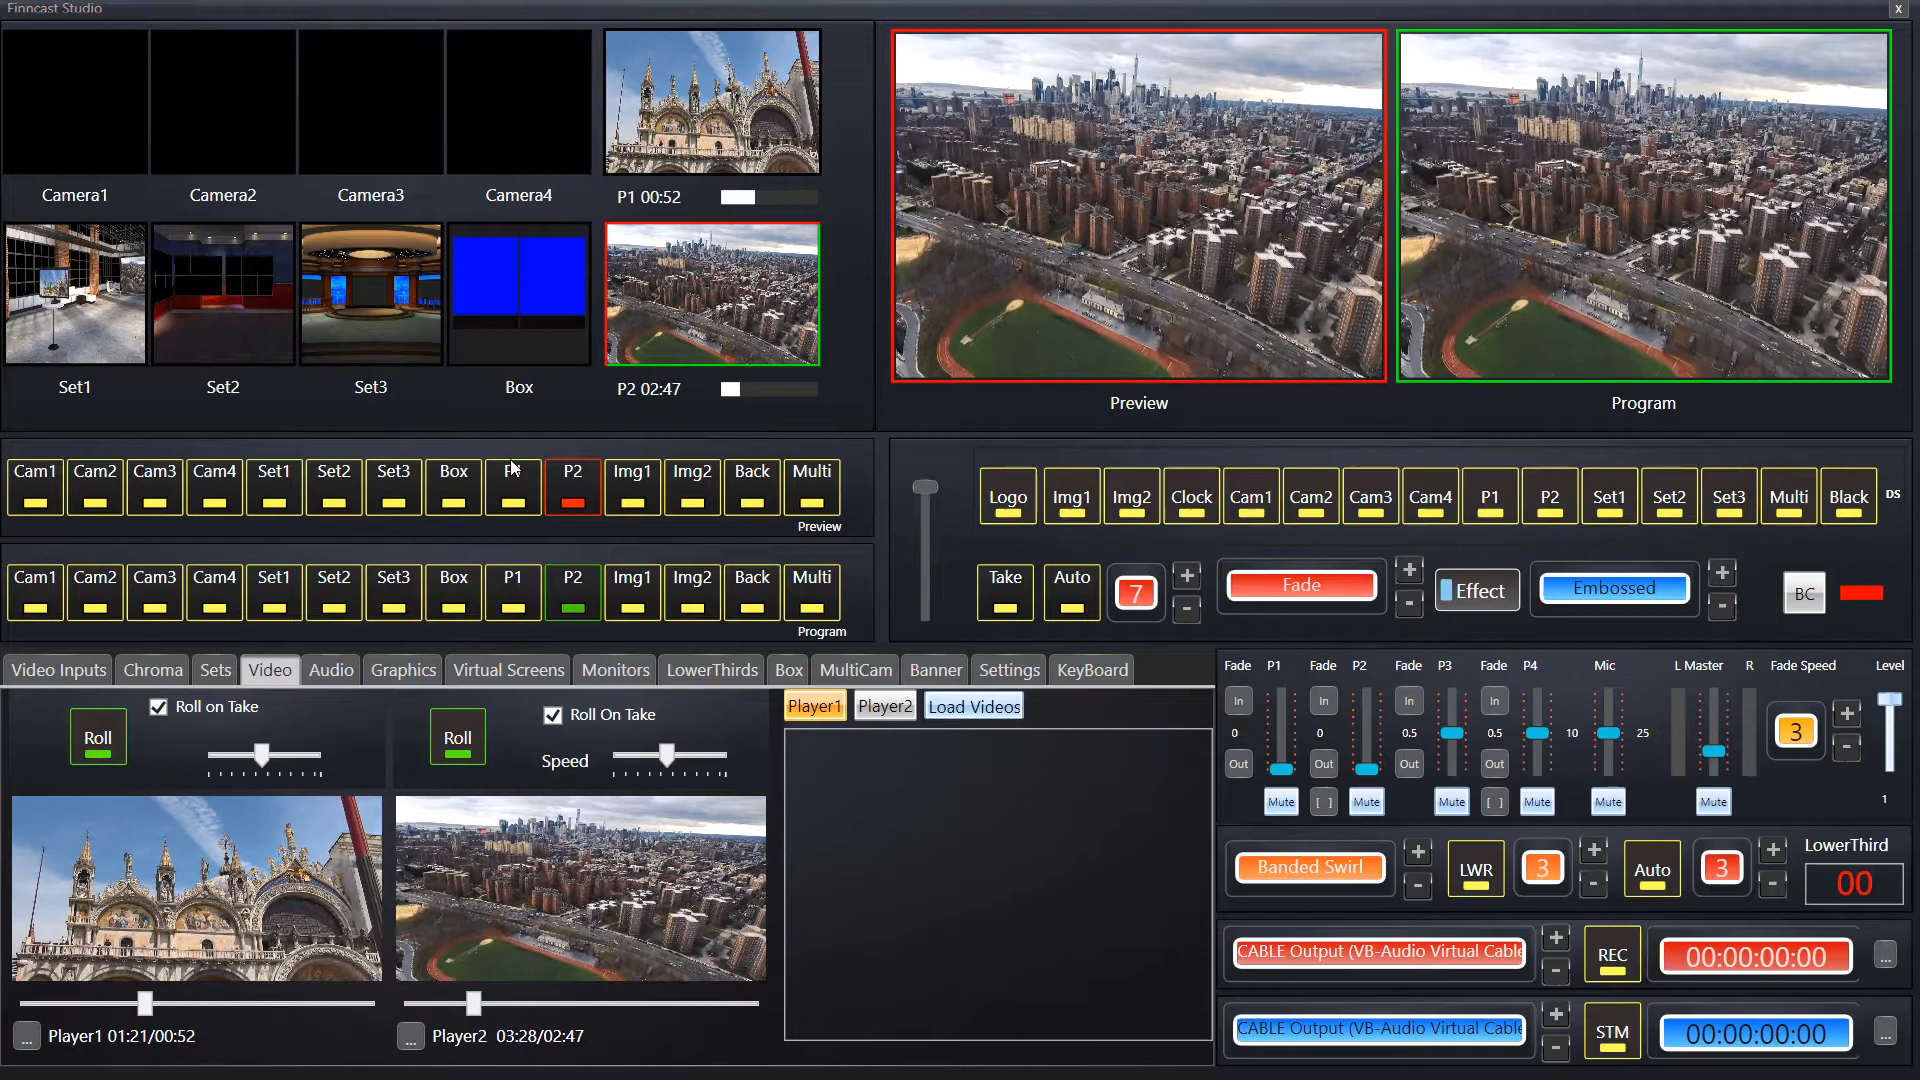 Finncast Studio
X
Camera1 Camera2 Camera3 Camera4 P1 00:52
Set1 Set2 Set3 Box P2 02:47
Preview Program
Cam1 Cam2 Cam3 Cam4 Set1 Set2 Set3 Box P2 Img1 Img2 Back Multi
Preview
Cam1 Cam2 Cam3 Cam4 Set1 Set2 Set3 Box P1 P2 Img1 Img2 Back Multi
Program
Logo Img1 Img2 Clock Cam1 Cam2 Cam3 Cam4 P1 P2 Set1 Set2 Set3 Multi Black DS
Take Auto 7 + - Fade + - Effect Embossed + - BC
Video Inputs Chroma Sets Video Audio Graphics Virtual Screens Monitors LowerThirds Box MultiCam Banner Settings KeyBoard
Roll Roll on Take
Roll Roll On Take
Speed
Player1 Player2 Load Videos
... Player1 01:21/00:52
... Player2 03:28/02:47
Fade P1 Fade P2 Fade P3 Fade P4 Mic L Master R Fade Speed Level
In In In In
0 0 0.5 0.5 10 25 3 + -
Out Out Out Out
Mute [ ] Mute Mute [ ] Mute Mute Mute 1
Banded Swirl + - LWR 3 + - Auto 3 + - LowerThird
00
CABLE Output (VB-Audio Virtual Cable + - REC 00:00:00:00 ...
CABLE Output (VB-Audio Virtual Cable + - STM 00:00:00:00 ...